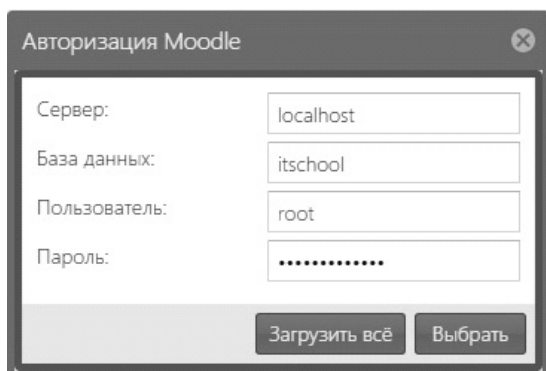 Авторизация Moodle
Сервер: localhost
База данных: itschool
Пользователь: root
Пароль: •••••••••••••
Загрузить всё Выбрать